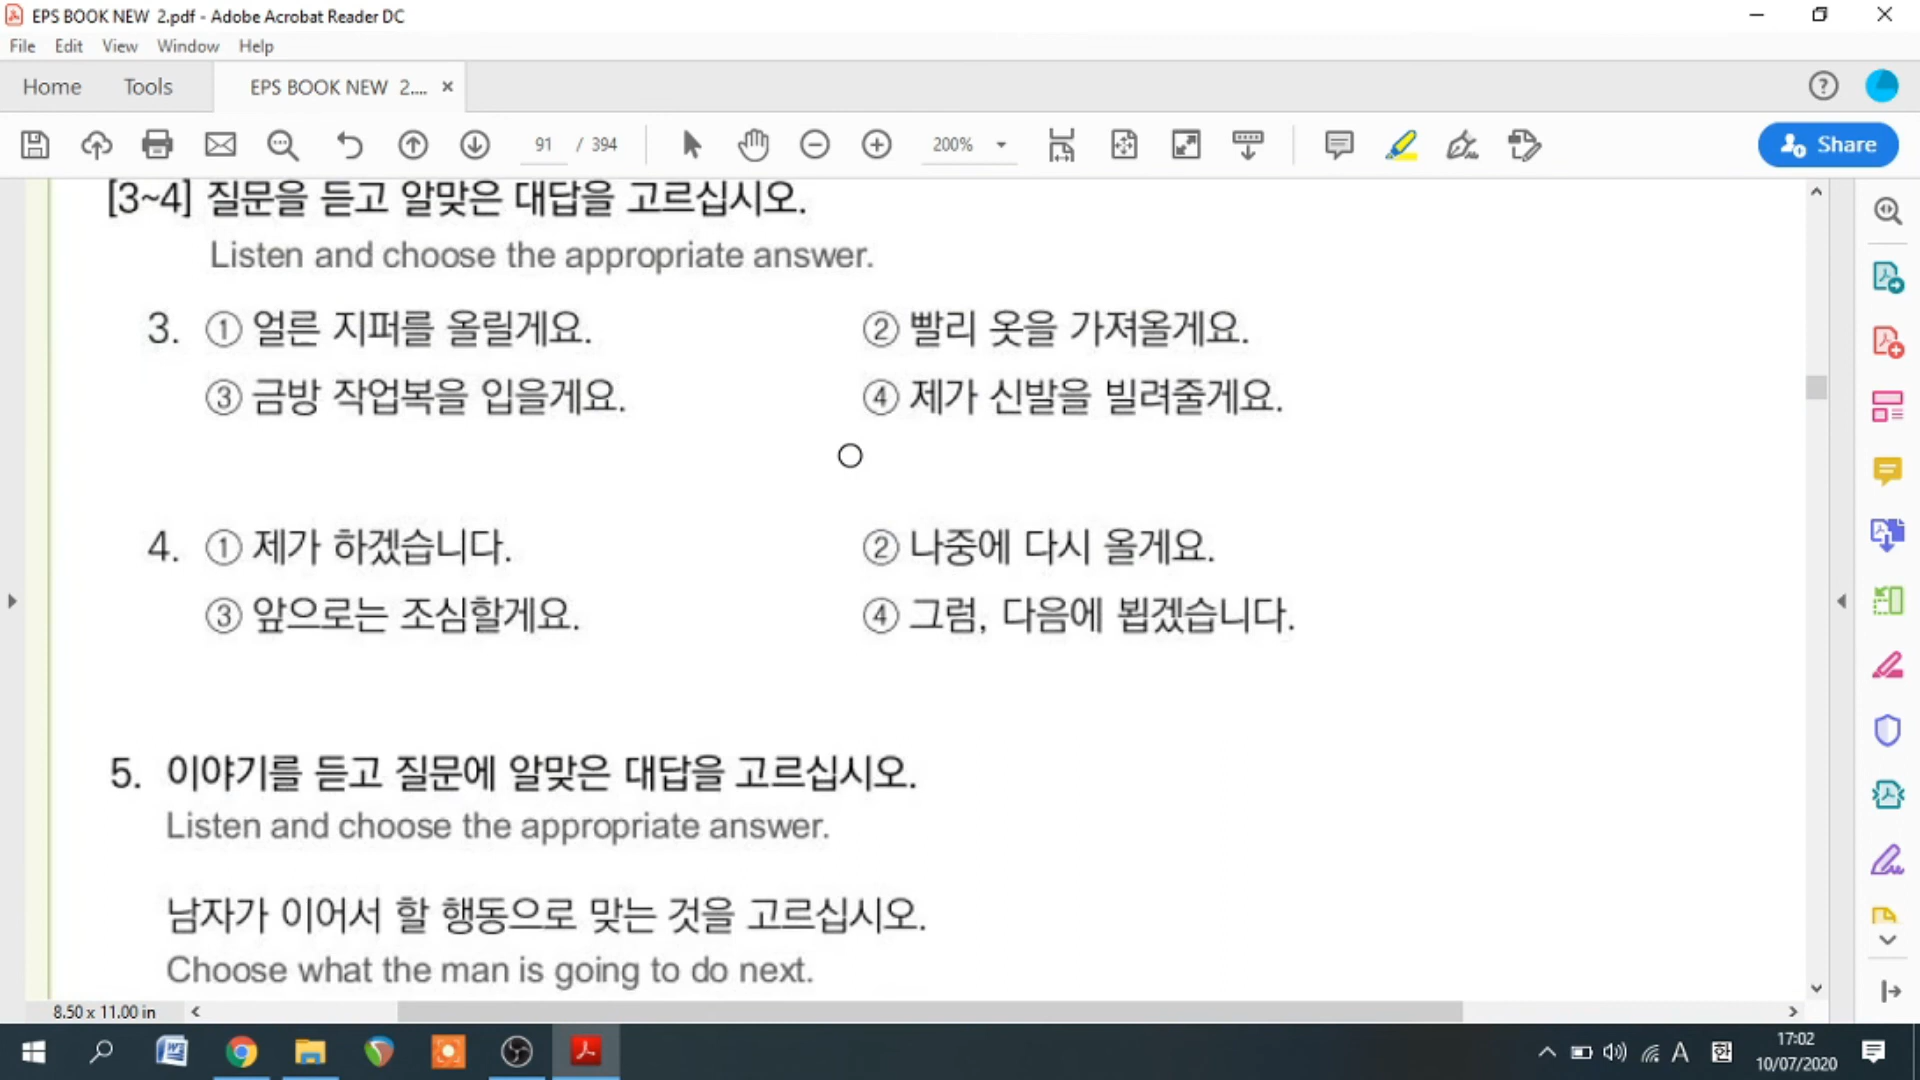 EPS BOOK NEW 2.pdf - Adobe Acrobat Reader DC
File Edit View Window Help
Home Tools EPS BOOK NEW 2.... ×
91 / 394 200% Share
[3~4] 질문을 듣고 알맞은 대답을 고르십시오.
Listen and choose the appropriate answer.
3. ① 얼른 지퍼를 올릴게요. ② 빨리 옷을 가져올게요.
③ 금방 작업복을 입을게요. ④ 제가 신발을 빌려줄게요.
4. ① 제가 하겠습니다. ② 나중에 다시 올게요.
③ 앞으로는 조심할게요. ④ 그럼, 다음에 뵙겠습니다.
5. 이야기를 듣고 질문에 알맞은 대답을 고르십시오.
Listen and choose the appropriate answer.
남자가 이어서 할 행동으로 맞는 것을 고르십시오.
Choose what the man is going to do next.
8.50 x 11.00 in
A 한 17:02
10/07/2020